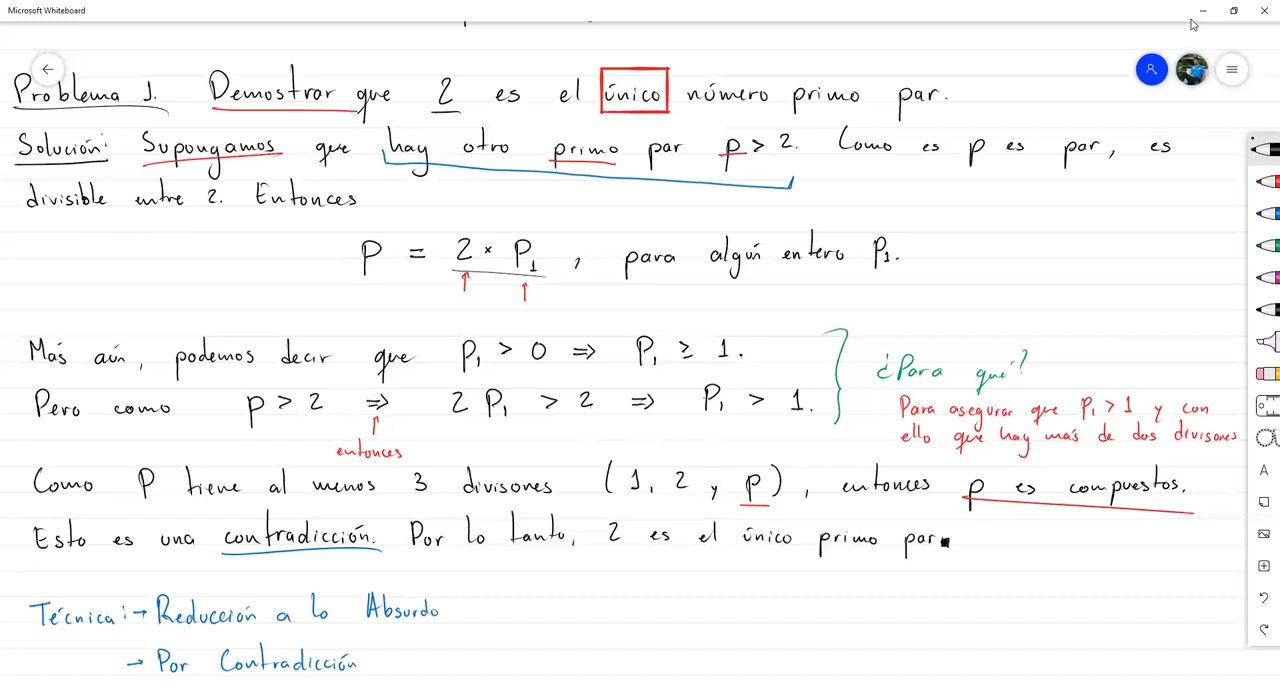 Microsoft Whiteboard
Problema 1. Demostrar que 2 es el único número primo par.
Solución: Supongamos que hay otro primo par p > 2. Como es p es par, es
divisible entre 2. Entonces
P = 2 × P₁ , para algún entero P₁.
Más aún, podemos decir que P₁ > 0 ⇒ P₁ ≥ 1.
Pero como p > 2 ⇒ 2 P₁ > 2 ⇒ P₁ > 1.
entonces
¿Para qué?
Para asegurar que P₁ > 1 y con
ello que hay más de dos divisores
Como P tiene al menos 3 divisores (1, 2 y p), entonces p es compuestos.
Esto es una contradicción. Por lo tanto, 2 es el único primo par
Técnica: → Reducción a lo Absurdo
→ Por Contradicción